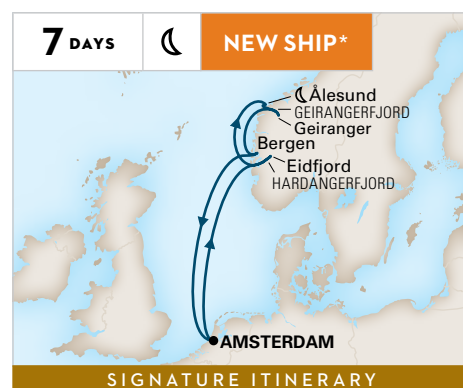 7 DAYS
NEW SHIP*
Ålesund
GEIRANGERFJORD
Geiranger
Bergen
Eidfjord
HARDANGERFJORD
AMSTERDAM
SIGNATURE ITINERARY